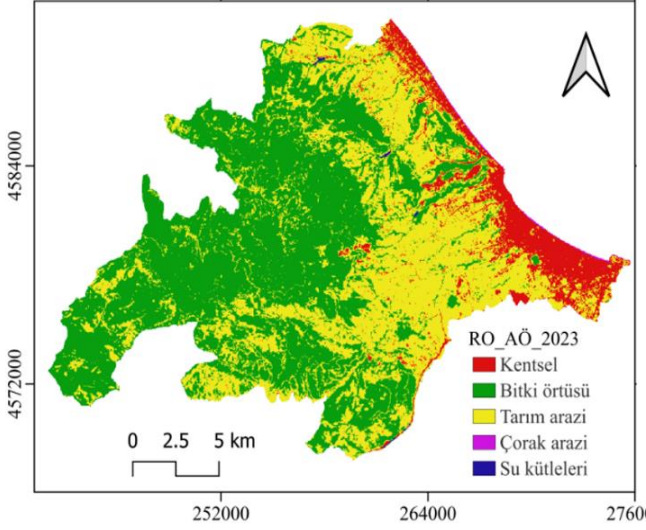 4584000
4572000
RO_AÖ_2023
Kentsel
Bitki örtüsü
Tarım arazi
Çorak arazi
Su kütleleri
0 2.5 5 km
252000 264000 27600